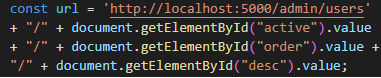 const url = 'http://localhost:5000/admin/users'
+ "/" + document.getElementById("active").value
+ "/" + document.getElementById("order").value +
"/" + document.getElementById("desc").value;